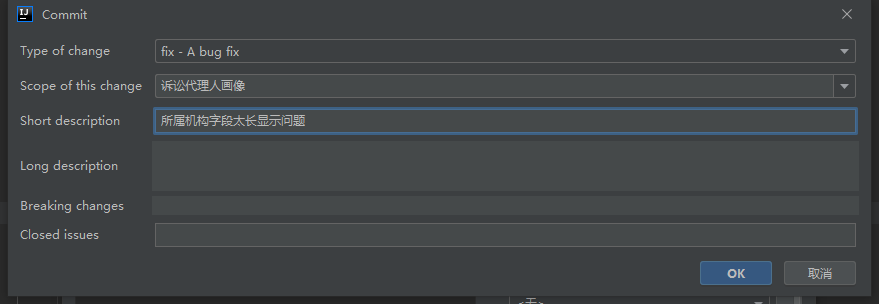 Commit
Type of change
fix - A bug fix
Scope of this change
诉讼代理人画像
Short description
所属机构字段太长显示问题
Long description
Breaking changes
Closed issues
OK
取消
<无>